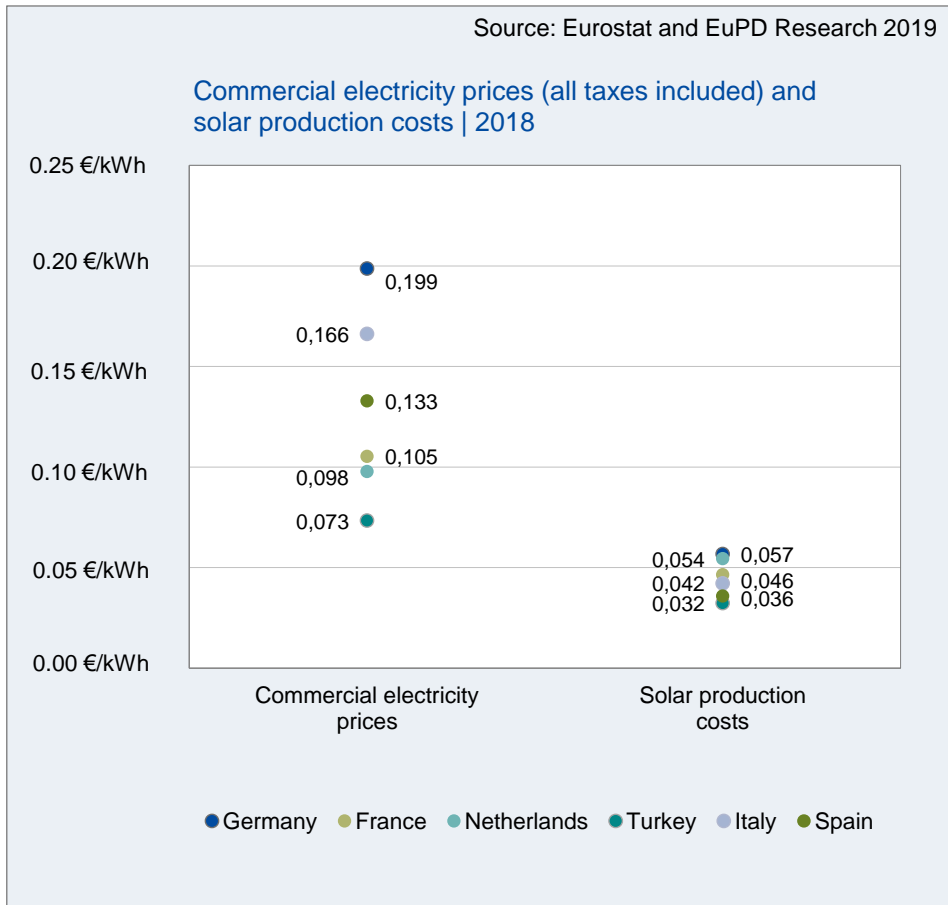 Source: Eurostat and EuPD Research 2019
Commercial electricity prices (all taxes included) and
solar production costs | 2018
0.25 €/kWh
0.20 €/kWh
0.15 €/kWh
0.10 €/kWh
0.05 €/kWh
0.00 €/kWh
0,199
0,166
0,133
0,105
0,098
0,073
0,057
0,054
0,046
0,042
0,036
0,032
Commercial electricity
prices
Solar production
costs
Germany France Netherlands Turkey Italy Spain